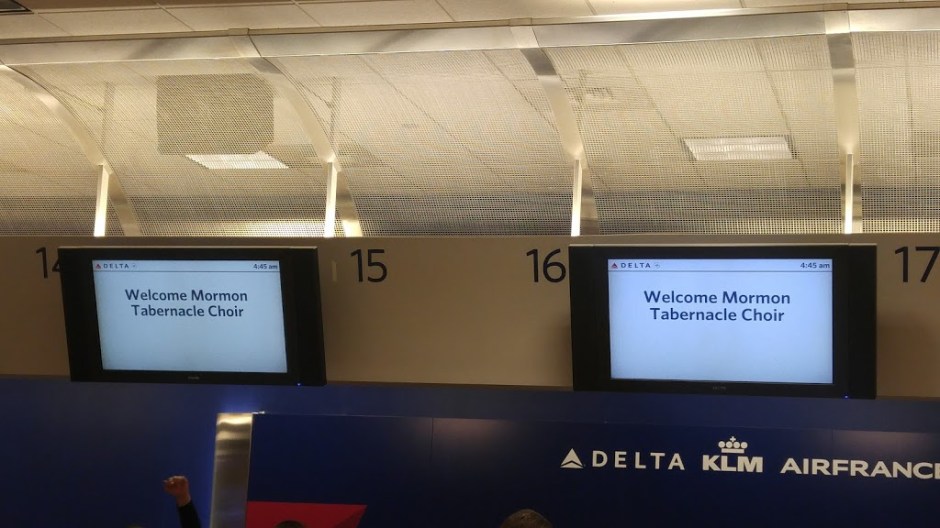 14 15 16 17
DELTA 4:45 am
Welcome Mormon
Tabernacle Choir
DELTA 4:45 am
Welcome Mormon
Tabernacle Choir
DELTA KLM AIRFRANCE